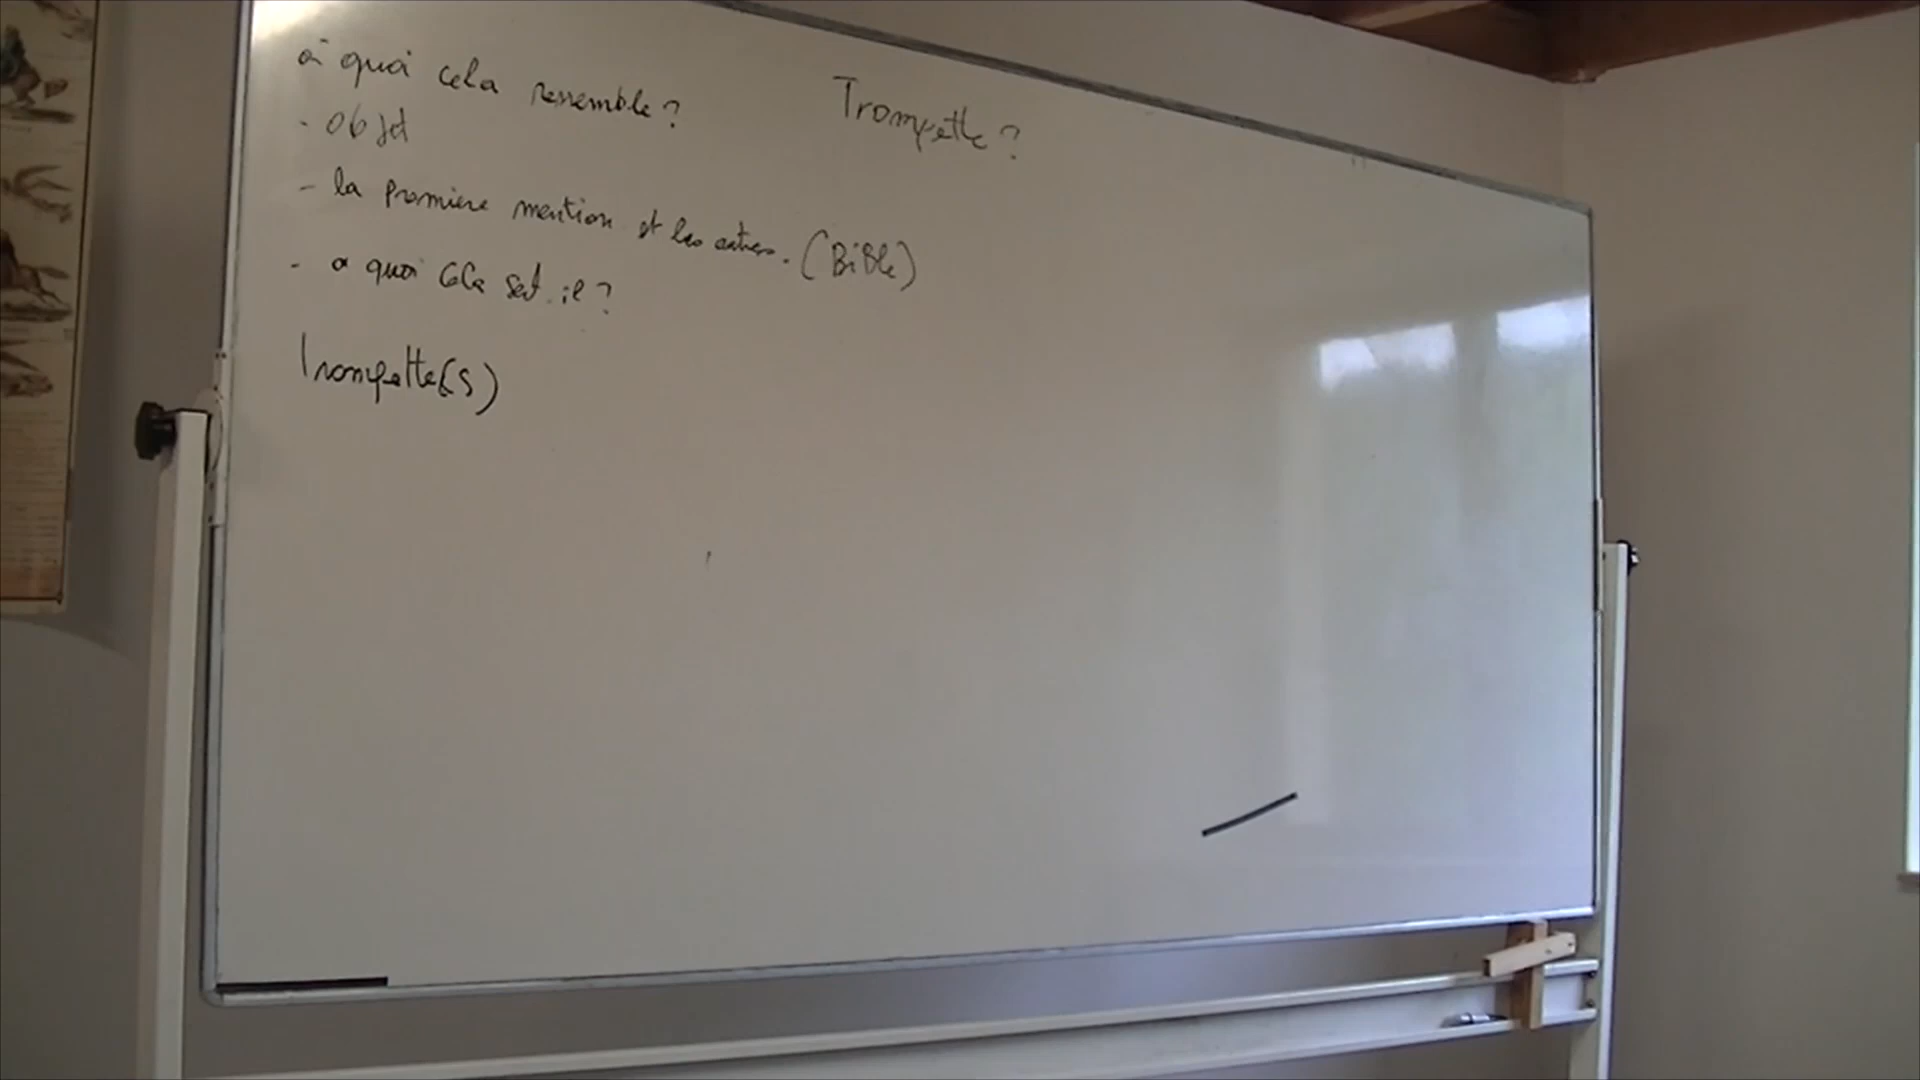 à quoi cela ressemble ?
Trompette ?
- objet
- la première mention et les autres. (BiBle)
- a quoi cela sert-il ?
Trompette(s)